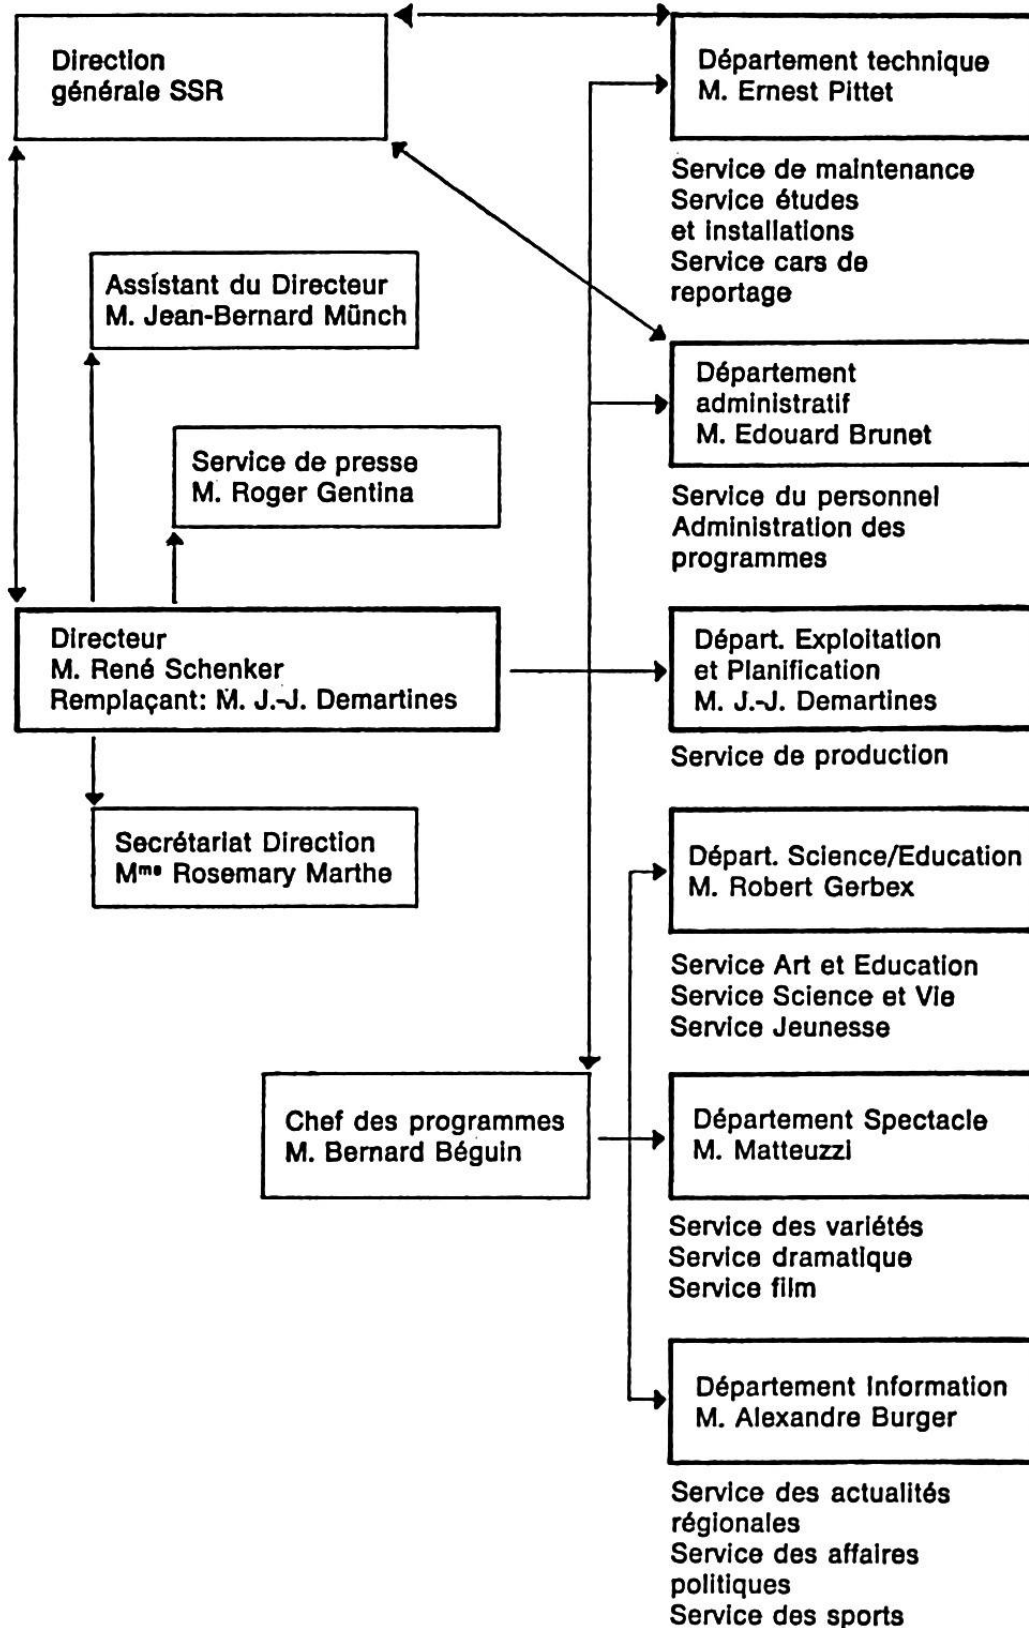 Direction
générale SSR
Assistant du Directeur
M. Jean-Bernard Münch
Service de presse
M. Roger Gentina
Directeur
M. René Schenker
Remplaçant: M. J.-J. Demartines
Secrétariat Direction
Mme Rosemary Marthe
Chef des programmes
M. Bernard Béguin
Département technique
M. Ernest Pittet
Service de maintenance
Service études
et installations
Service cars de
reportage
Département
administratif
M. Edouard Brunet
Service du personnel
Administration des
programmes
Départ. Exploitation
et Planification
M. J.-J. Demartines
Service de production
Départ. Science/Education
M. Robert Gerbex
Service Art et Education
Service Science et Vie
Service Jeunesse
Département Spectacle
M. Matteuzzi
Service des variétés
Service dramatique
Service film
Département Information
M. Alexandre Burger
Service des actualités
régionales
Service des affaires
politiques
Service des sports